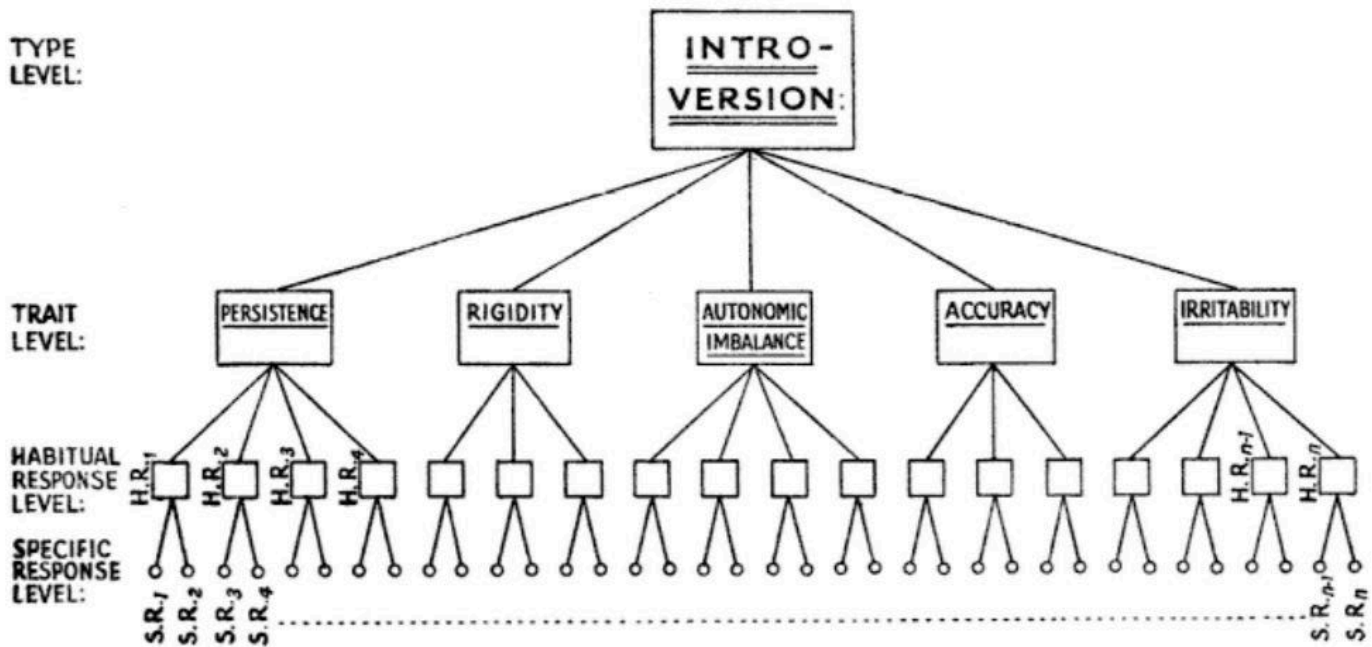 TYPE
LEVEL:
INTRO-
VERSION:
TRAIT
LEVEL:
PERSISTENCE
RIGIDITY
AUTONOMIC
IMBALANCE
ACCURACY
IRRITABILITY
HABITUAL
RESPONSE
LEVEL:
H.R.1
H.R.2
H.R.3
H.R.4
H.R.n-1
H.R.n
SPECIFIC
RESPONSE
LEVEL:
S.R.1
S.R.2
S.R.3
S.R.4
S.R.n-1
S.R.n